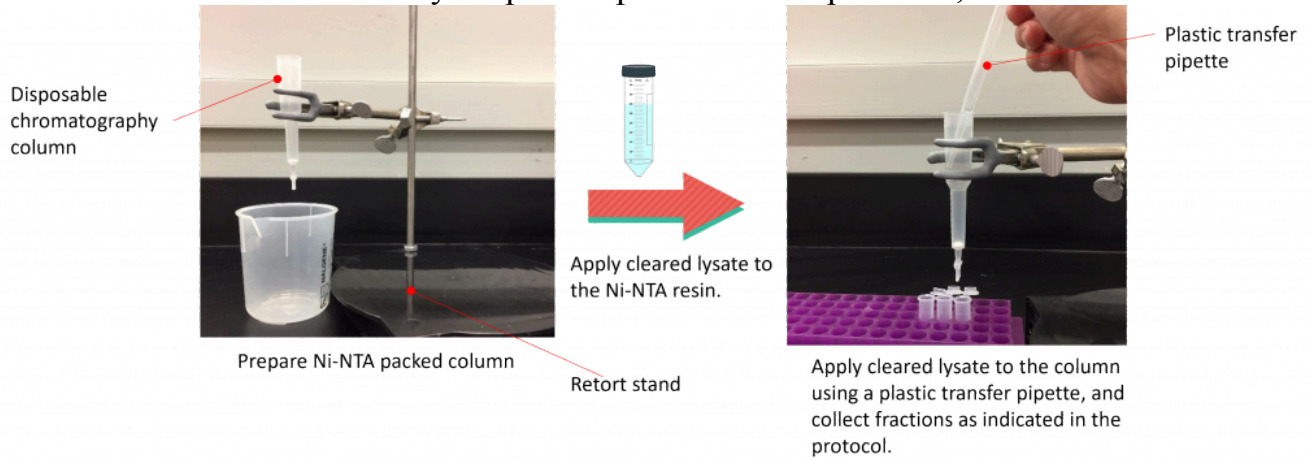 Plastic transfer
pipette
Disposable
chromatography
column
Apply cleared lysate to
the Ni-NTA resin.
Prepare Ni-NTA packed column
Retort stand
Apply cleared lysate to the column
using a plastic transfer pipette, and
collect fractions as indicated in the
protocol.